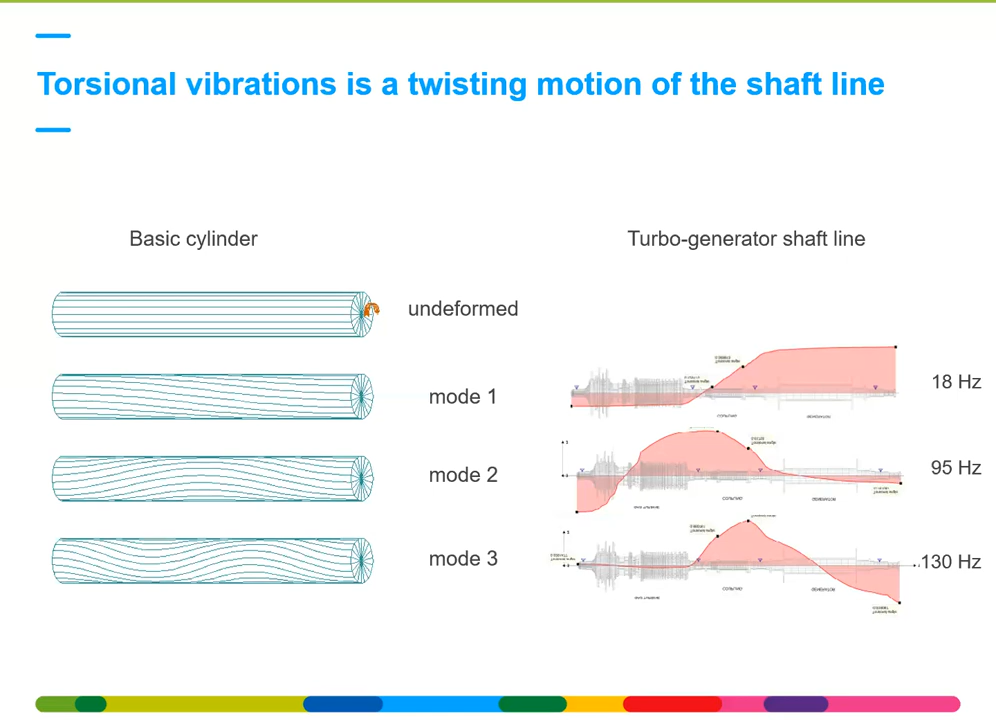 Torsional vibrations is a twisting motion of the shaft line
Basic cylinder
Turbo-generator shaft line
undeformed
mode 1
18 Hz
mode 2
95 Hz
mode 3
130 Hz